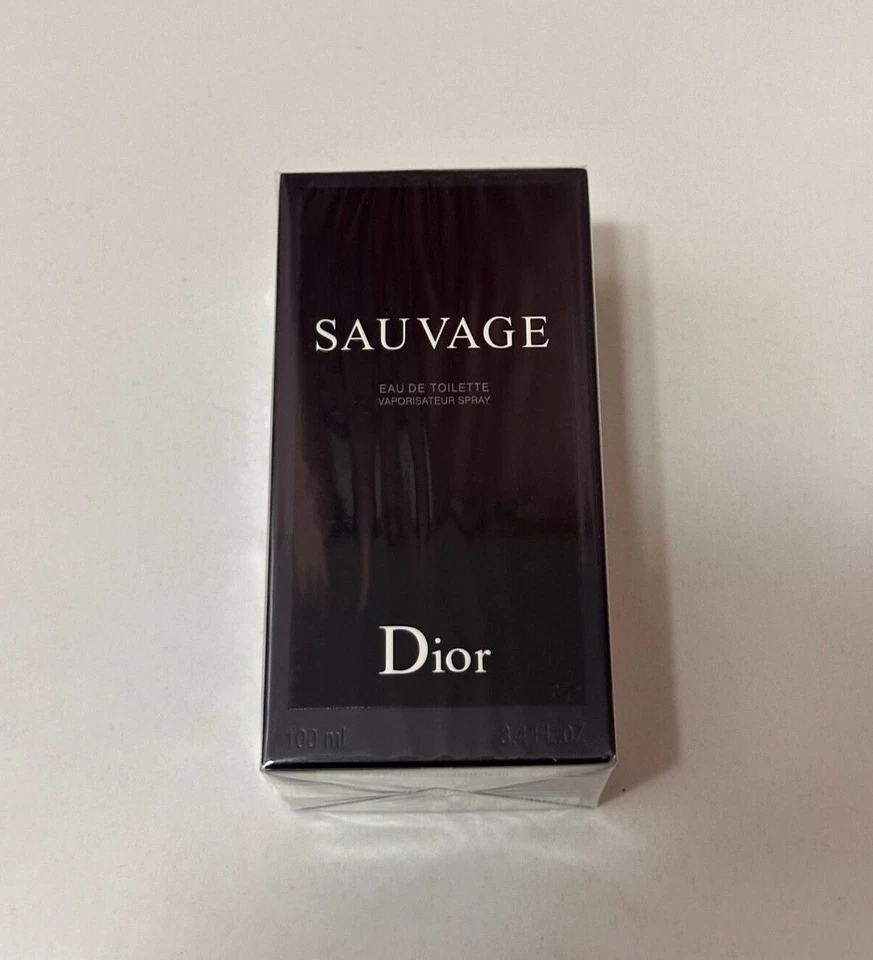 SAUVAGE
EAU DE TOILETTE
VAPORISATEUR SPRAY
Dior
100 ml 3.4 FL.OZ